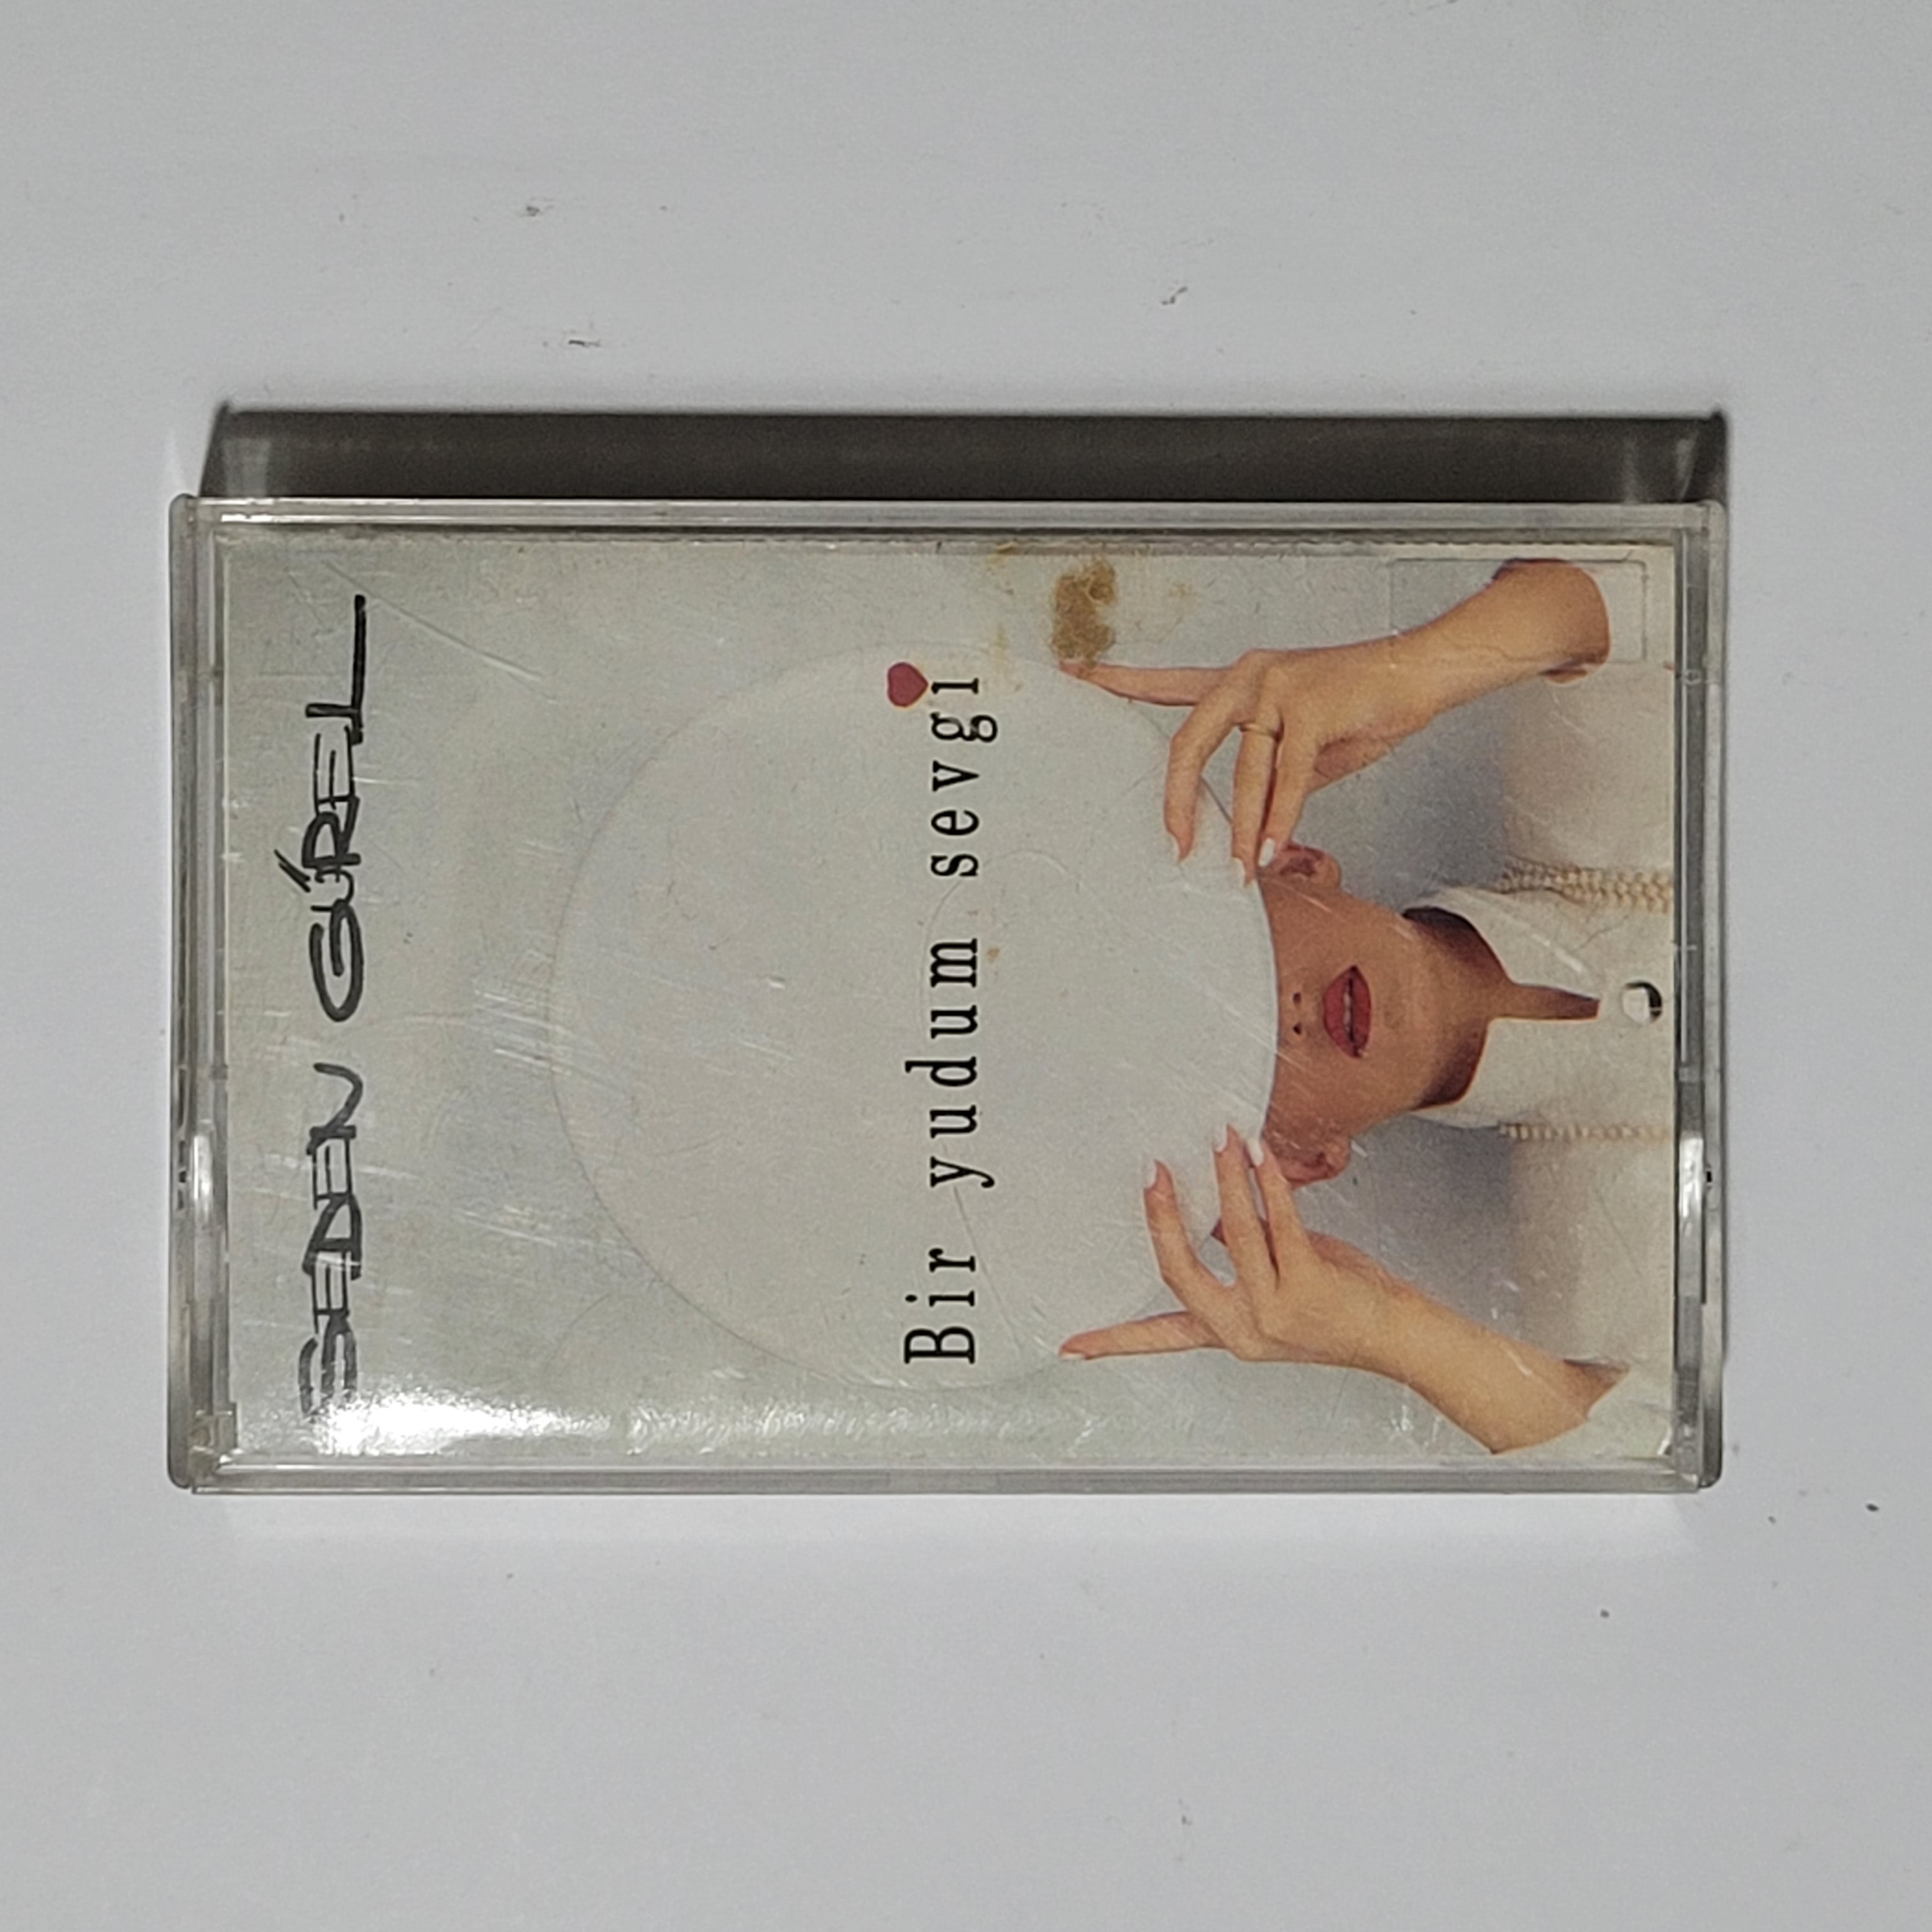 SEDEN GÜREL
Bir yudum sevgi